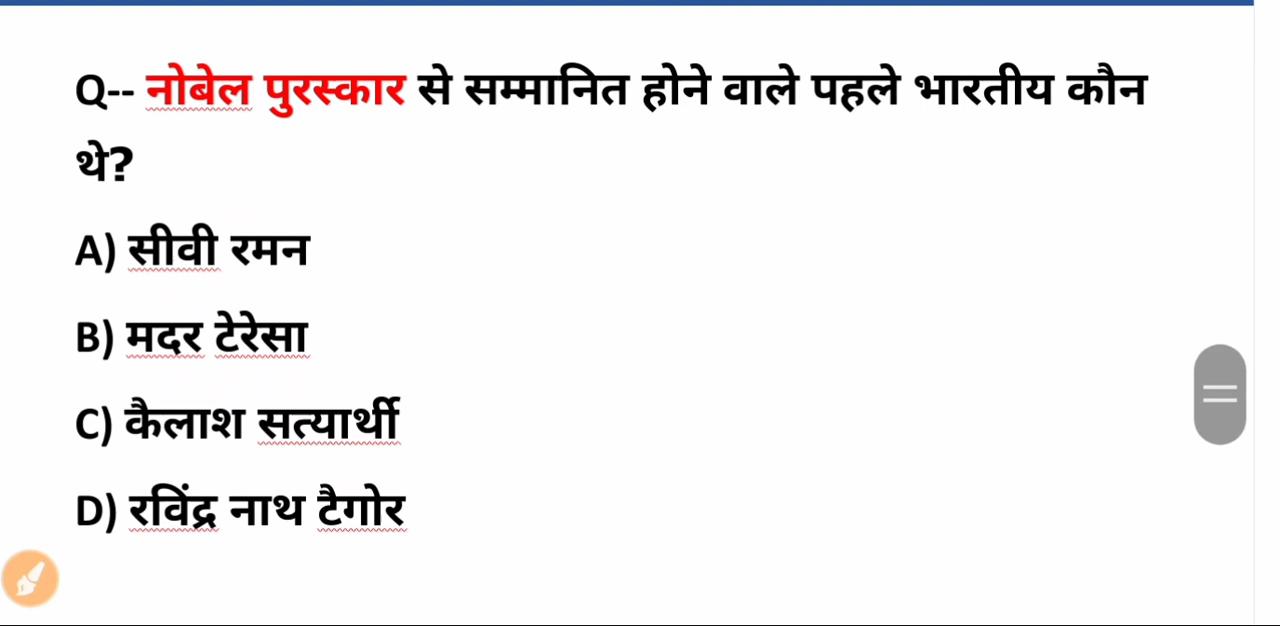 Q-- नोबेल पुरस्कार से सम्मानित होने वाले पहले भारतीय कौन
थे?
A) सीवी रमन
B) मदर टेरेसा
C) कैलाश सत्यार्थी
D) रविंद्र नाथ टैगोर